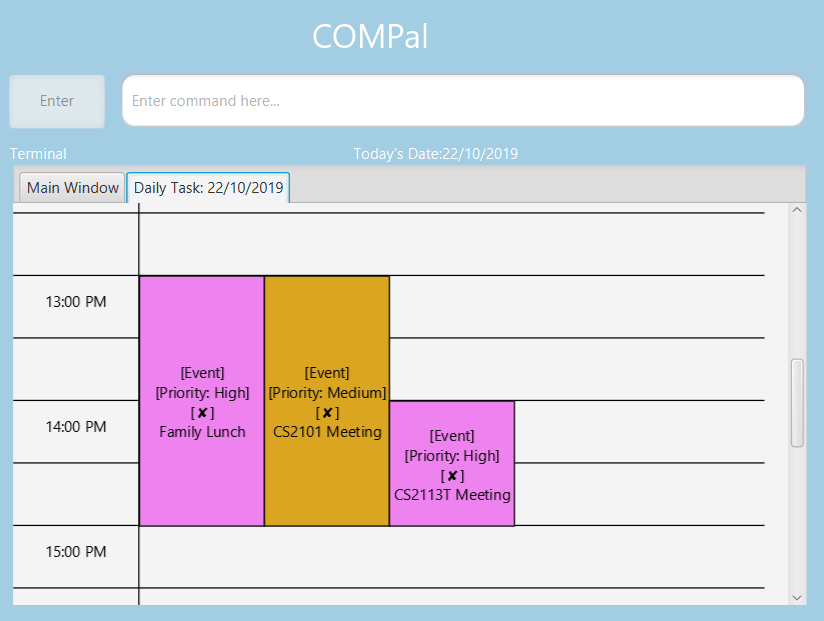 COMPal
Enter
Enter command here...
Terminal
Today's Date:22/10/2019
Main Window
Daily Task: 22/10/2019
13:00 PM
[Event]
[Priority: High]
[✘]
Family Lunch
[Event]
[Priority: Medium]
[✘]
CS2101 Meeting
14:00 PM
[Event]
[Priority: High]
[✘]
CS2113T Meeting
15:00 PM